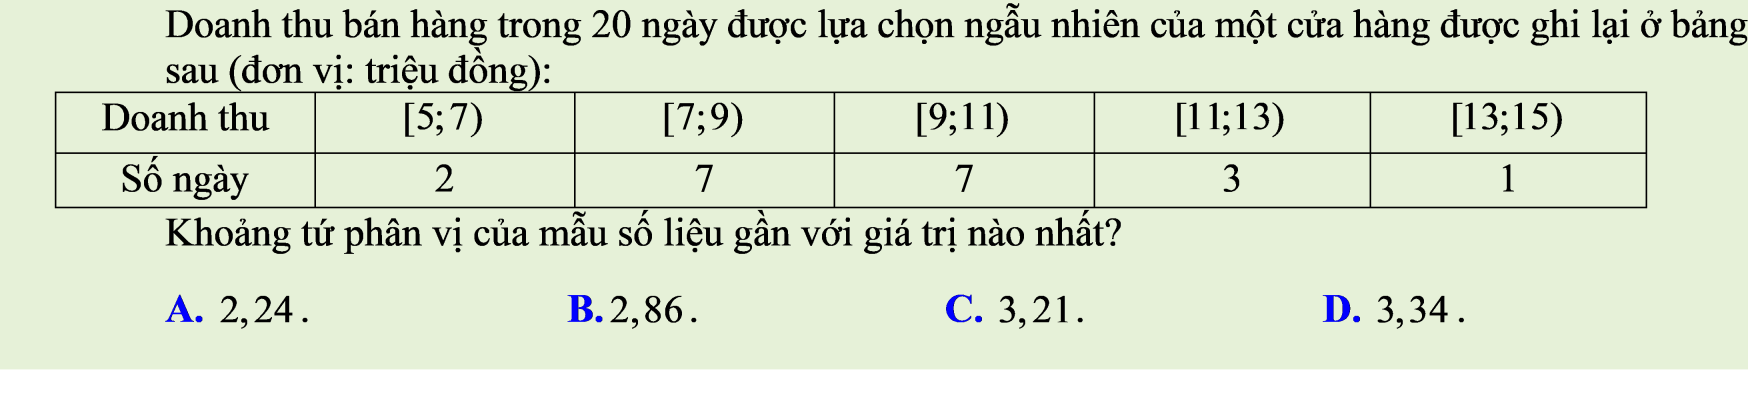 Doanh thu bán hàng trong 20 ngày được lựa chọn ngẫu nhiên của một cửa hàng được ghi lại ở bảng
sau (đơn vị: triệu đồng):
Doanh thu [5;7) [7;9) [9;11) [11;13) [13;15)
Số ngày 2 7 7 3 1
Khoảng tứ phân vị của mẫu số liệu gần với giá trị nào nhất?
A. 2,24. B. 2,86. C. 3,21. D. 3,34.